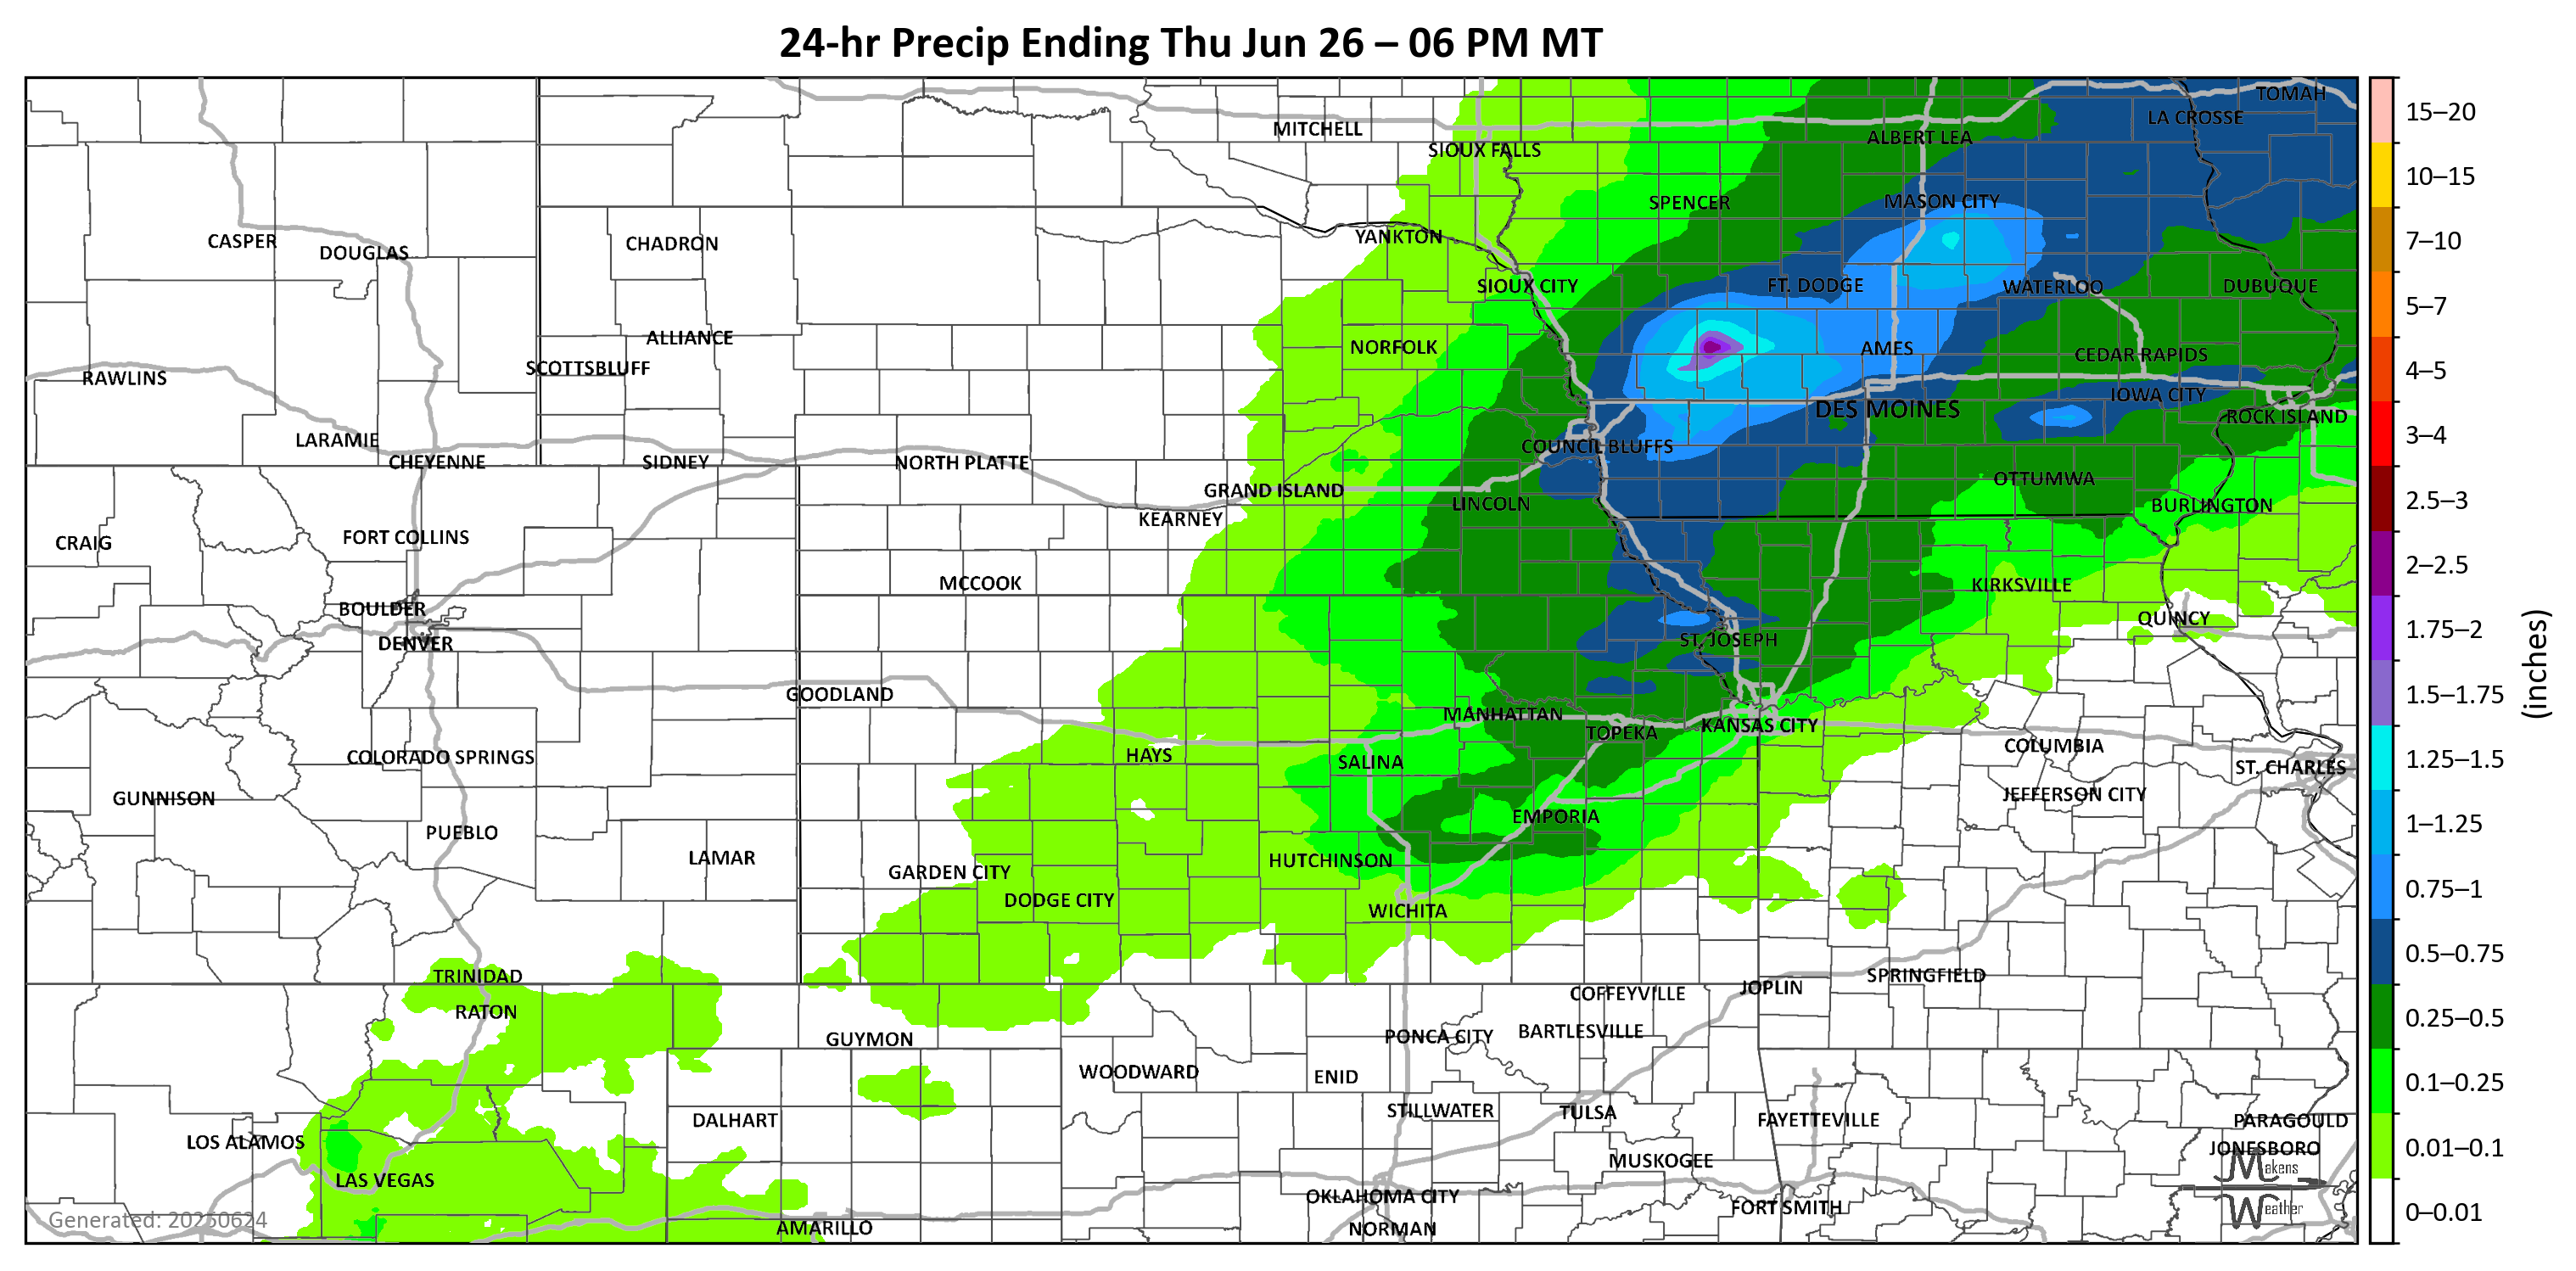 24-hr Precip Ending Thu Jun 26 – 06 PM MT
TOMAH
LA CROSSE
MITCHELL
ALBERT LEA
SIOUX FALLS
SPENCER
MASON CITY
YANKTON
CASPER
DOUGLAS
CHADRON
SIOUX CITY
FT. DODGE
WATERLOO
DUBUQUE
ALLIANCE
NORFOLK
AMES
CEDAR RAPIDS
SCOTTSBLUFF
RAWLINS
IOWA CITY
DES MOINES
ROCK ISLAND
LARAMIE
COUNCIL BLUFFS
CHEYENNE
SIDNEY
NORTH PLATTE
OTTUMWA
GRAND ISLAND
LINCOLN
BURLINGTON
KEARNEY
FORT COLLINS
CRAIG
MCCOOK
KIRKSVILLE
BOULDER
QUINCY
DENVER
ST. JOSEPH
GOODLAND
MANHATTAN
KANSAS CITY
TOPEKA
COLUMBIA
HAYS
COLORADO SPRINGS
SALINA
ST. CHARLES
GUNNISON
JEFFERSON CITY
EMPORIA
PUEBLO
LAMAR
HUTCHINSON
GARDEN CITY
DODGE CITY
WICHITA
TRINIDAD
SPRINGFIELD
JOPLIN
COFFEYVILLE
RATON
BARTLESVILLE
PONCA CITY
GUYMON
WOODWARD
ENID
STILLWATER
TULSA
DALHART
FAYETTEVILLE
PARAGOULD
LOS ALAMOS
JONESBORO
MUSKOGEE
LAS VEGAS
OKLAHOMA CITY
FORT SMITH
AMARILLO
NORMAN
Generated: 20250624
Makens
Weather
15–20
10–15
7–10
5–7
4–5
3–4
2.5–3
2–2.5
1.75–2
1.5–1.75
1.25–1.5
1–1.25
0.75–1
0.5–0.75
0.25–0.5
0.1–0.25
0.01–0.1
0–0.01
(inches)